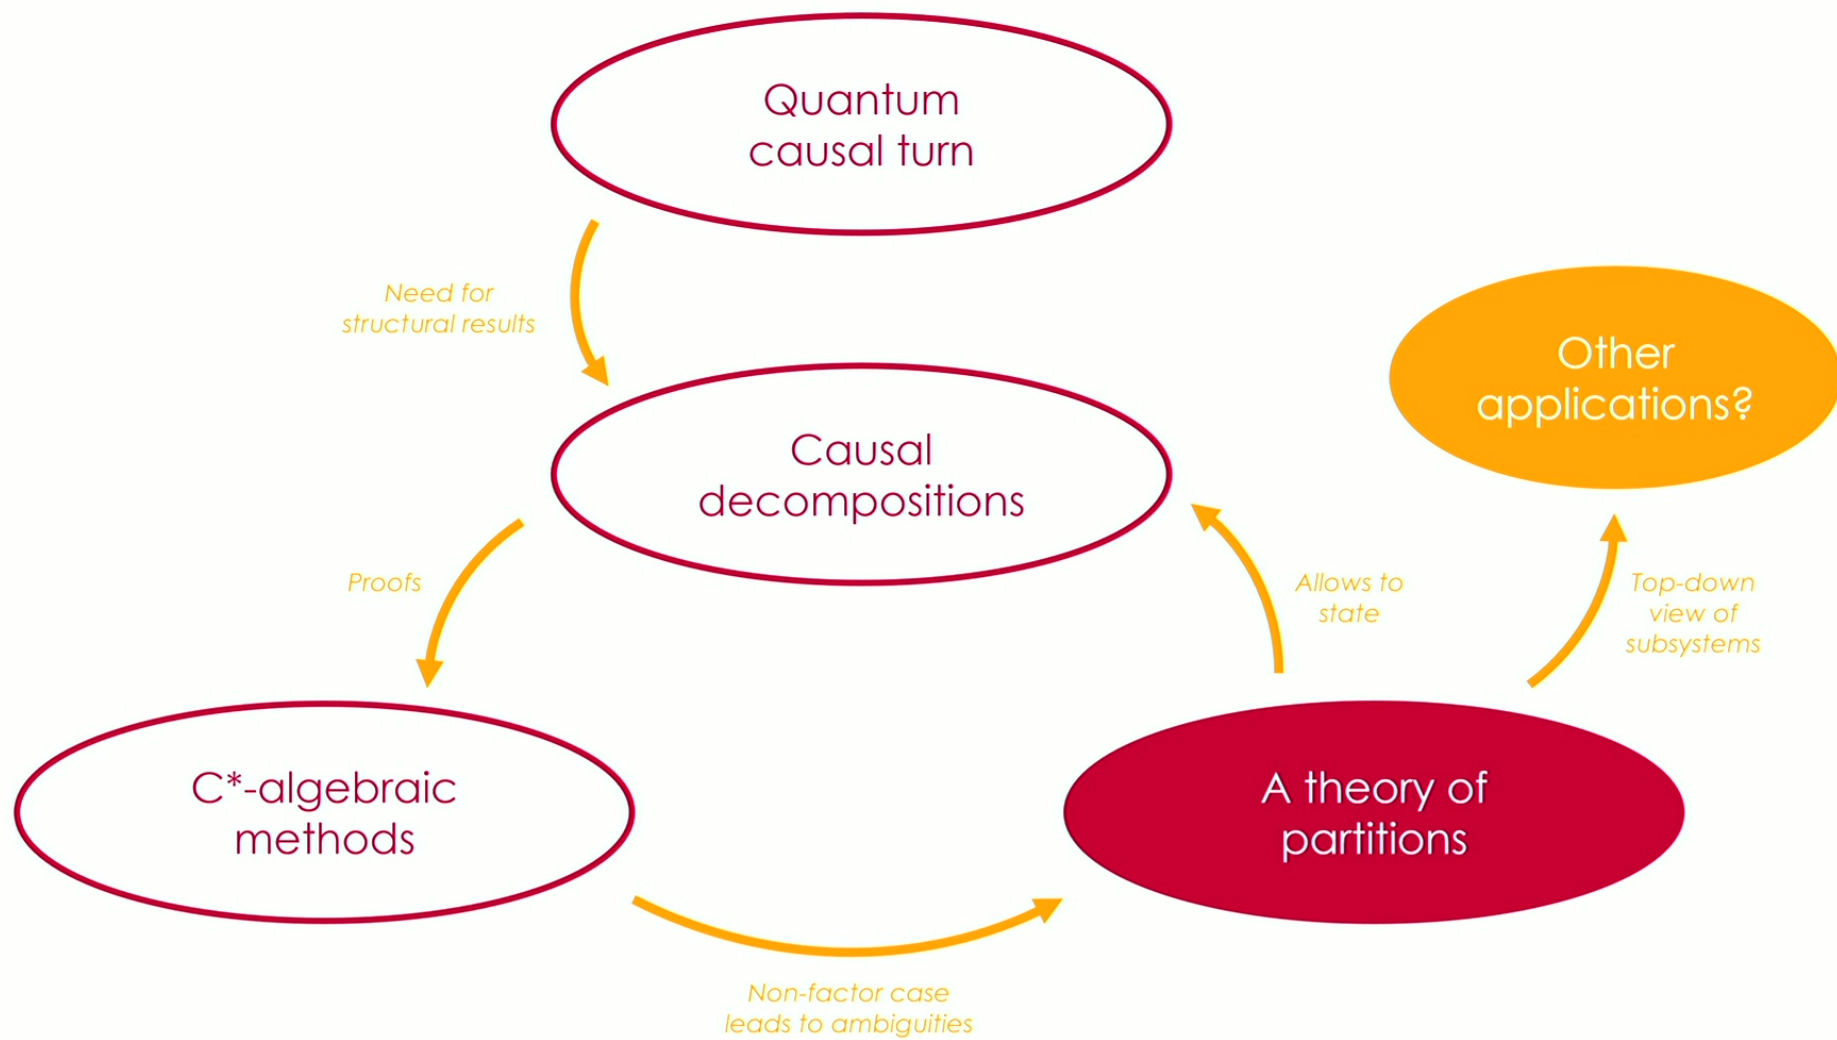 Quantum
causal turn
Need for
structural results
Other
applications?
Causal
decompositions
Proofs
Allows to
state
Top-down
view of
subsystems
C*-algebraic
methods
A theory of
partitions
Non-factor case
leads to ambiguities